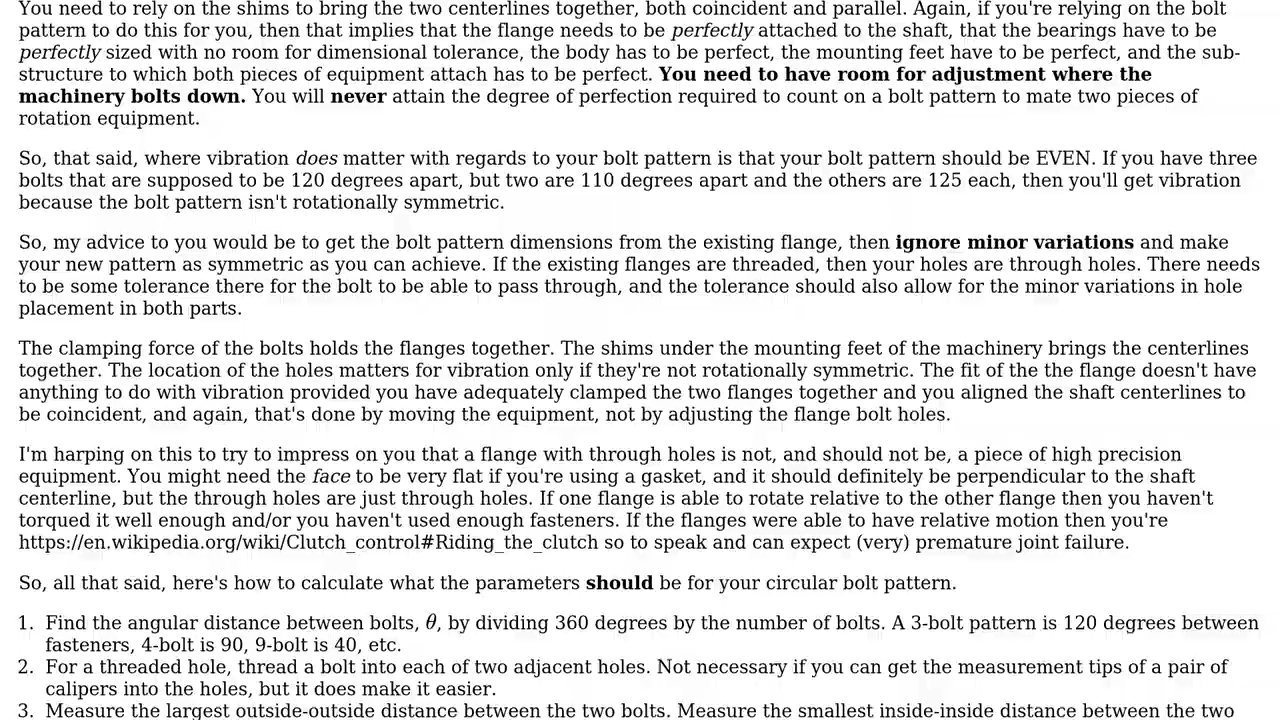 You need to rely on the shims to bring the two centerlines together, both coincident and parallel. Again, if you're relying on the bolt
pattern to do this for you, then that implies that the flange needs to be perfectly attached to the shaft, that the bearings have to be
perfectly sized with no room for dimensional tolerance, the body has to be perfect, the mounting feet have to be perfect, and the sub-
structure to which both pieces of equipment attach has to be perfect. You need to have room for adjustment where the
machinery bolts down. You will never attain the degree of perfection required to count on a bolt pattern to mate two pieces of
rotation equipment.
So, that said, where vibration does matter with regards to your bolt pattern is that your bolt pattern should be EVEN. If you have three
bolts that are supposed to be 120 degrees apart, but two are 110 degrees apart and the others are 125 each, then you'll get vibration
because the bolt pattern isn't rotationally symmetric.
So, my advice to you would be to get the bolt pattern dimensions from the existing flange, then ignore minor variations and make
your new pattern as symmetric as you can achieve. If the existing flanges are threaded, then your holes are through holes. There needs
to be some tolerance there for the bolt to be able to pass through, and the tolerance should also allow for the minor variations in hole
placement in both parts.
The clamping force of the bolts holds the flanges together. The shims under the mounting feet of the machinery brings the centerlines
together. The location of the holes matters for vibration only if they're not rotationally symmetric. The fit of the the flange doesn't have
anything to do with vibration provided you have adequately clamped the two flanges together and you aligned the shaft centerlines to
be coincident, and again, that's done by moving the equipment, not by adjusting the flange bolt holes.
I'm harping on this to try to impress on you that a flange with through holes is not, and should not be, a piece of high precision
equipment. You might need the face to be very flat if you're using a gasket, and it should definitely be perpendicular to the shaft
centerline, but the through holes are just through holes. If one flange is able to rotate relative to the other flange then you haven't
torqued it well enough and/or you haven't used enough fasteners. If the flanges were able to have relative motion then you're
https://en.wikipedia.org/wiki/Clutch_control#Riding_the_clutch so to speak and can expect (very) premature joint failure.
So, all that said, here's how to calculate what the parameters should be for your circular bolt pattern.
1. Find the angular distance between bolts, θ, by dividing 360 degrees by the number of bolts. A 3-bolt pattern is 120 degrees between
fasteners, 4-bolt is 90, 9-bolt is 40, etc.
2. For a threaded hole, thread a bolt into each of two adjacent holes. Not necessary if you can get the measurement tips of a pair of
calipers into the holes, but it does make it easier.
3. Measure the largest outside-outside distance between the two bolts. Measure the smallest inside-inside distance between the two